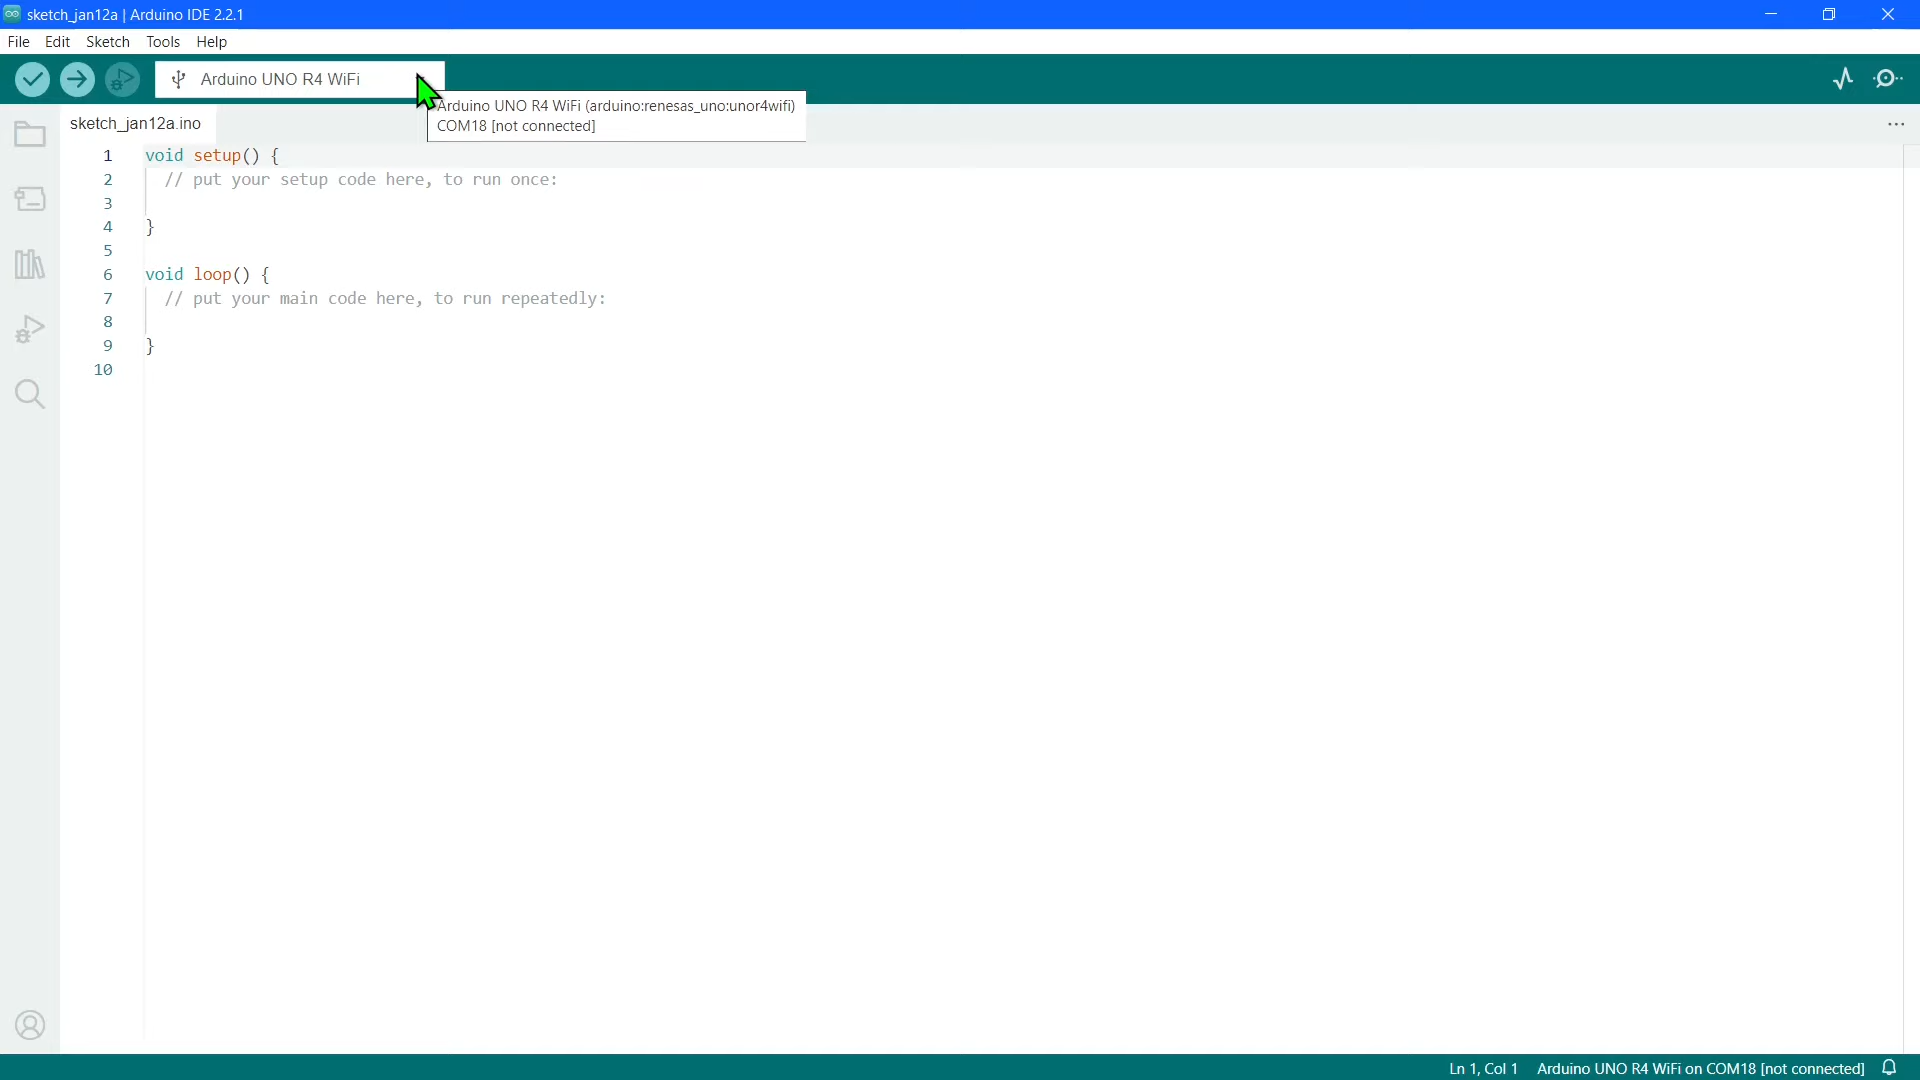 sketch_jan12a | Arduino IDE 2.2.1
File Edit Sketch Tools Help
Arduino UNO R4 WiFi
Arduino UNO R4 WiFi (arduino:renesas_uno:unor4wifi)
COM18 [not connected]
sketch_jan12a.ino
1 void setup() {
2 // put your setup code here, to run once:
3
4 }
5
6 void loop() {
7 // put your main code here, to run repeatedly:
8
9 }
10
Ln 1, Col 1 Arduino UNO R4 WiFi on COM18 [not connected]